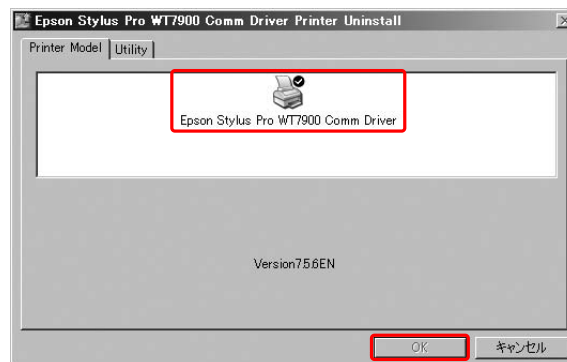 Epson Stylus Pro WT7900 Comm Driver Printer Uninstall
Printer Model Utility
Epson Stylus Pro WT7900 Comm Driver
Version7.5.6EN
OK キャンセル